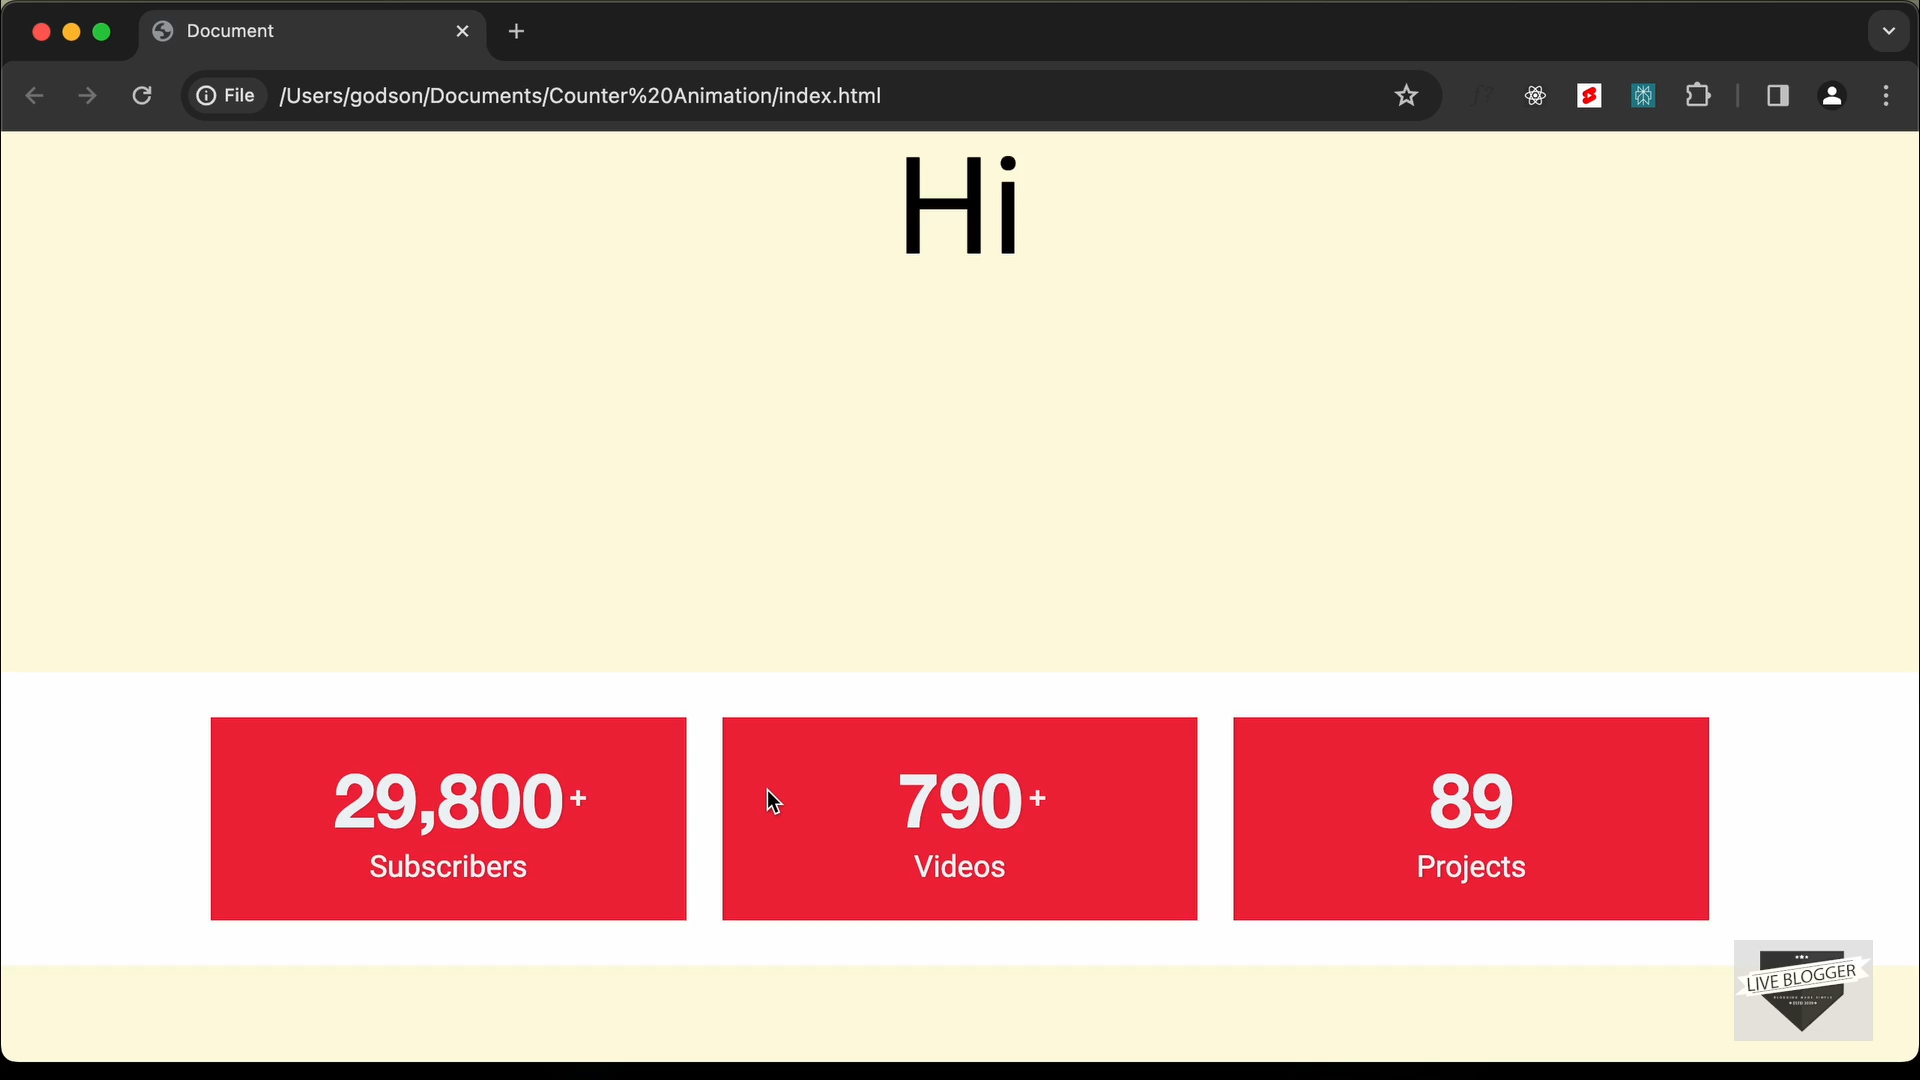 Document
File /Users/godson/Documents/Counter%20Animation/index.html
Hi
29,800+
Subscribers
790+
Videos
89
Projects
LIVE BLOGGER